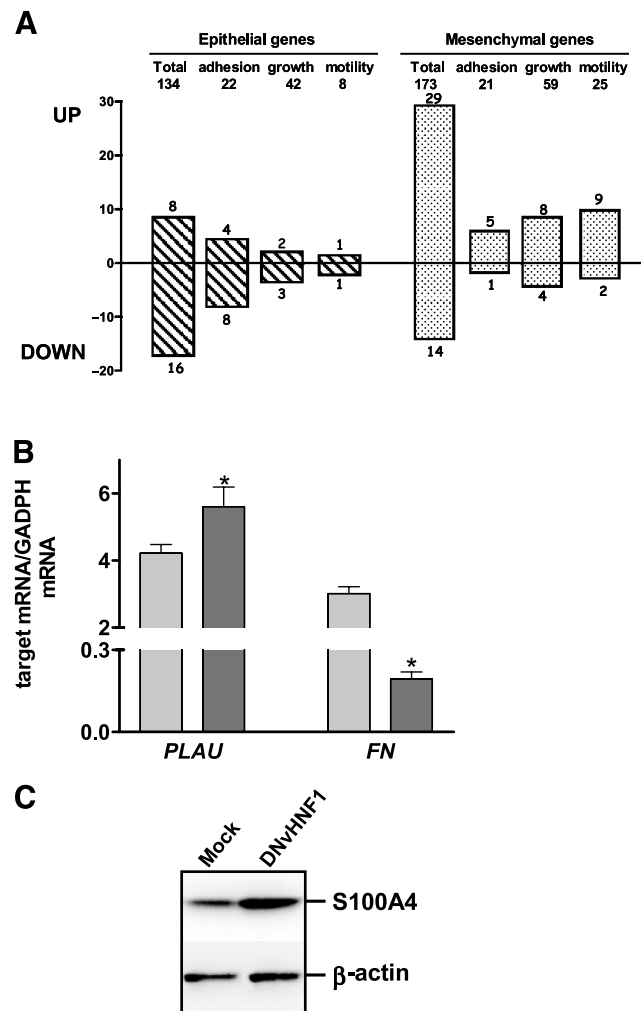 A
Epithelial genes Mesenchymal genes
Total adhesion growth motility Total adhesion growth motility
134 22 42 8 173 21 59 25
UP
DOWN
30
20
10
0
-10
-20
8 4 2 1 29 5 8 9
16 8 3 1 14 1 4 2
B
target mRNA/GADPH
mRNA
6
4
2
0.3
0.0
* *
PLAU FN
C
Mock DNvHNF1
S100A4
β-actin